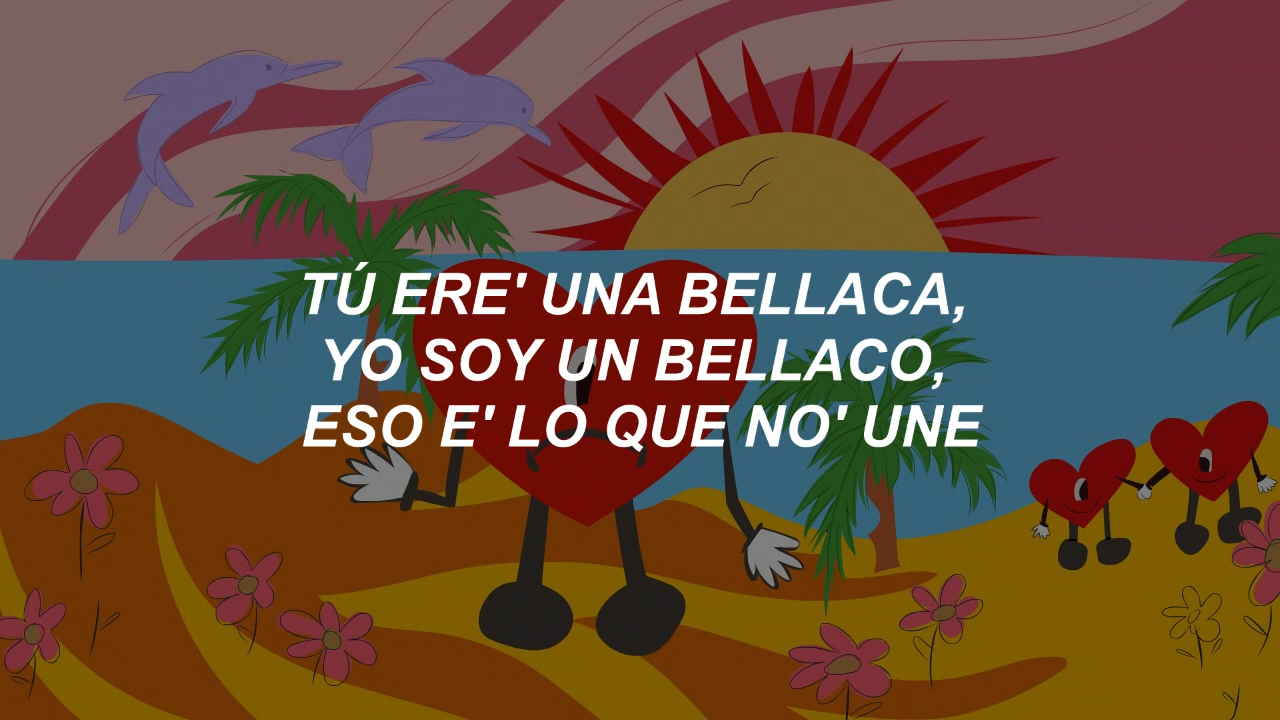 TÚ ERE' UNA BELLACA,
YO SOY UN BELLACO,
ESO E' LO QUE NO' UNE